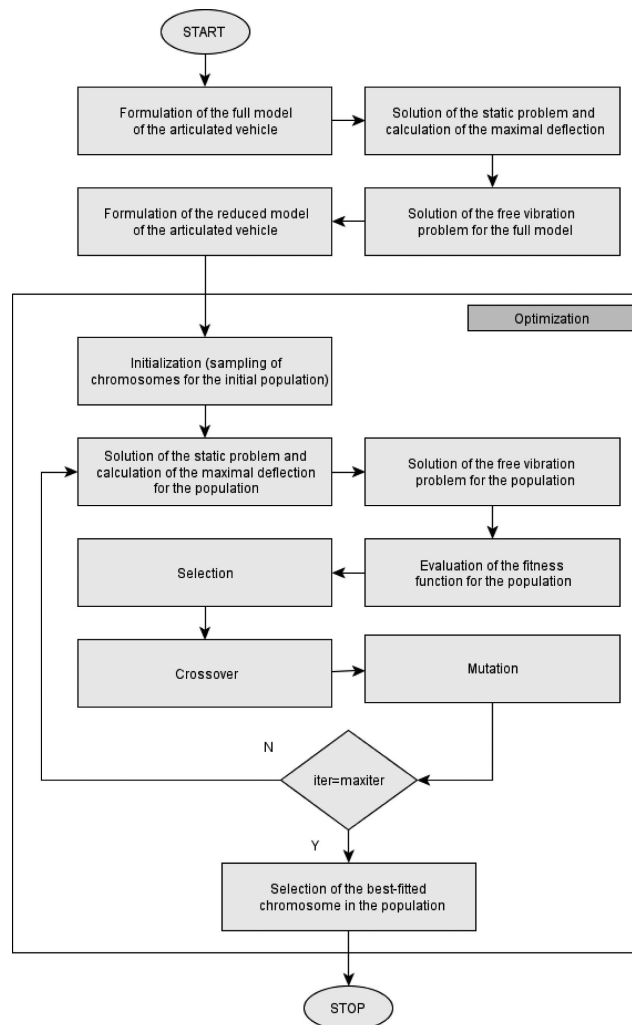 START
Formulation of the full model
of the articulated vehicle
Solution of the static problem and
calculation of the maximal deflection
Formulation of the reduced model
of the articulated vehicle
Solution of the free vibration
problem for the full model
Optimization
Initialization (sampling of
chromosomes for the initial population)
Solution of the static problem and
calculation of the maximal deflection
for the population
Solution of the free vibration
problem for the population
Selection
Evaluation of the fitness
function for the population
Crossover
Mutation
N
iter=maxiter
Y
Selection of the best-fitted
chromosome in the population
STOP